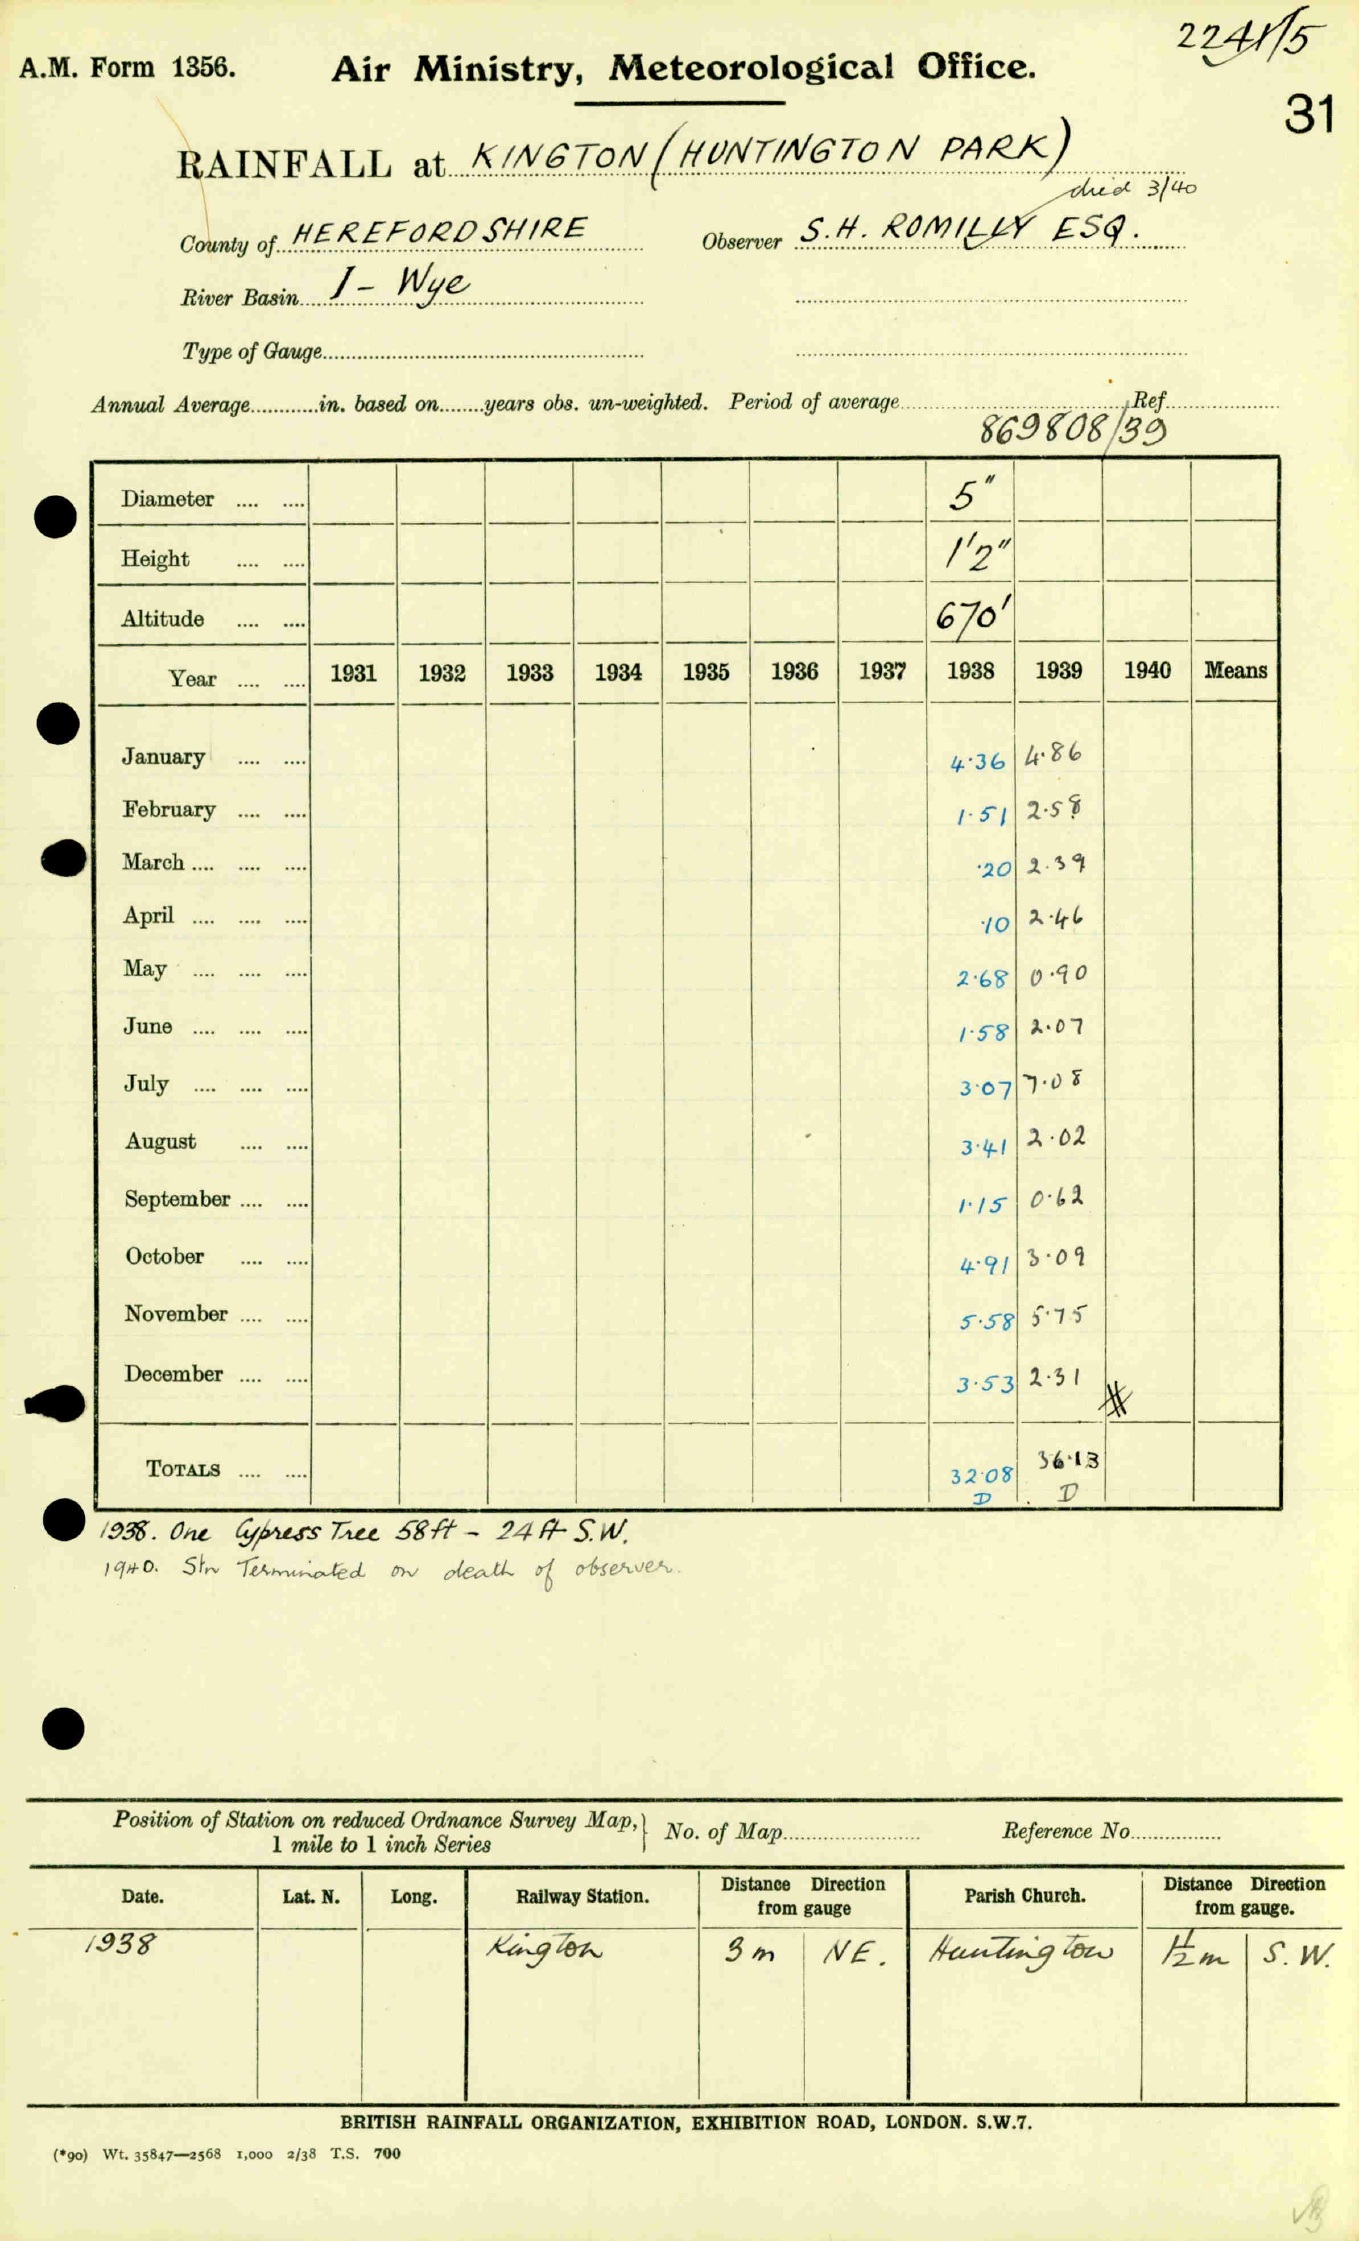 2241/5
A.M. Form 1356. Air Ministry, Meteorological Office.
31
RAINFALL at KINGTON (HUNTINGTON PARK)
died 3/40
County of HEREFORDSHIRE Observer S.H. ROMILLY ESQ.
River Basin I - Wye
Type of Gauge
Annual Average in. based on years obs. un-weighted. Period of average Ref.
869808/39
Diameter 5"
Height 1'2"
Altitude 670'
Year 1931 1932 1933 1934 1935 1936 1937 1938 1939 1940 Means
January 4.36 4.86
February 1.51 2.58
March .20 2.39
April .10 2.46
May 2.68 0.90
June 1.58 2.07
July 3.07 7.08
August 3.41 2.02
September 1.15 0.62
October 4.91 3.09
November 5.58 5.75
December 3.53 2.31
TOTALS 32.08 36.13
D D
1938. One Cypress Tree 58ft - 24ft S.W.
1940. Stn Terminated on death of observer.
Position of Station on reduced Ordnance Survey Map, 1 mile to 1 inch Series No. of Map Reference No.
Date. Lat. N. Long. Railway Station. Distance Direction from gauge Parish Church. Distance Direction from gauge.
1938 Kington 3 m NE. Huntington 1½ m S.W.
BRITISH RAINFALL ORGANIZATION, EXHIBITION ROAD, LONDON. S.W.7.
(*90) Wt. 35847—2568 1,000 2/38 T.S. 700